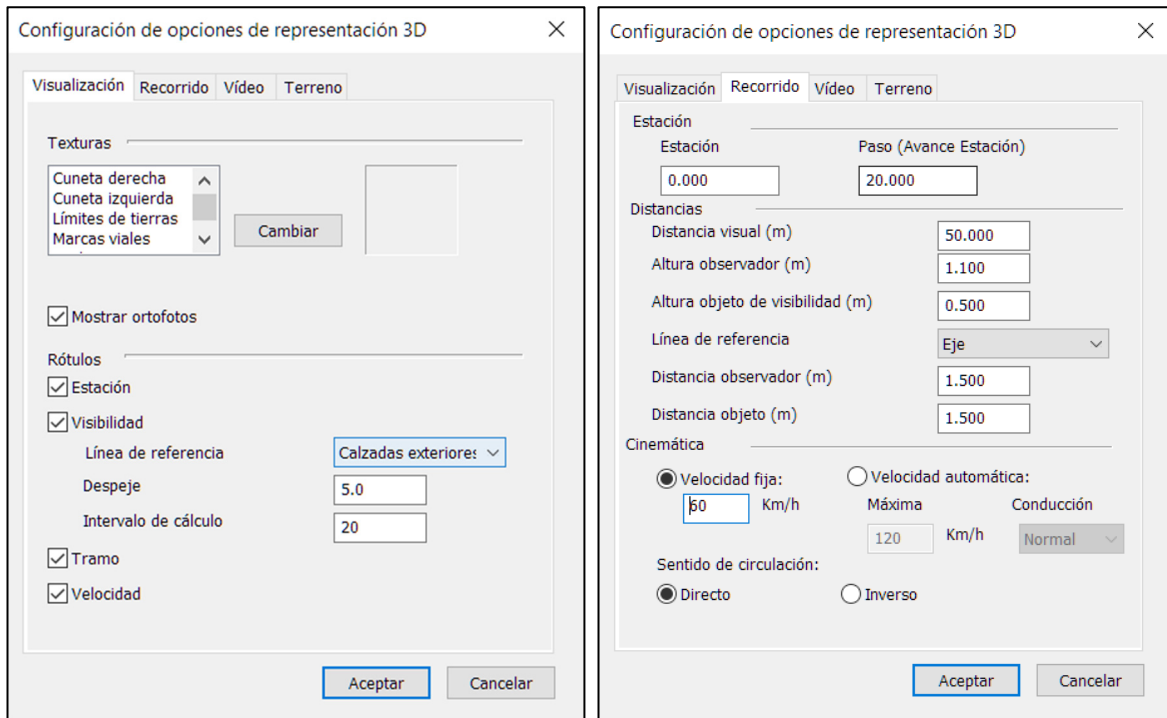 Configuración de opciones de representación 3D
Visualización Recorrido Vídeo Terreno
Texturas
Cuneta derecha
Cuneta izquierda
Límites de tierras
Marcas viales
Cambiar
Mostrar ortofotos
Rótulos
Estación
Visibilidad
Línea de referencia Calzadas exteriores
Despeje 5.0
Intervalo de cálculo 20
Tramo
Velocidad
Aceptar Cancelar
Configuración de opciones de representación 3D
Visualización Recorrido Vídeo Terreno
Estación
Estación Paso (Avance Estación)
0.000 20.000
Distancias
Distancia visual (m) 50.000
Altura observador (m) 1.100
Altura objeto de visibilidad (m) 0.500
Línea de referencia Eje
Distancia observador (m) 1.500
Distancia objeto (m) 1.500
Cinemática
Velocidad fija: Velocidad automática:
60 Km/h Máxima Conducción
120 Km/h Normal
Sentido de circulación:
Directo Inverso
Aceptar Cancelar